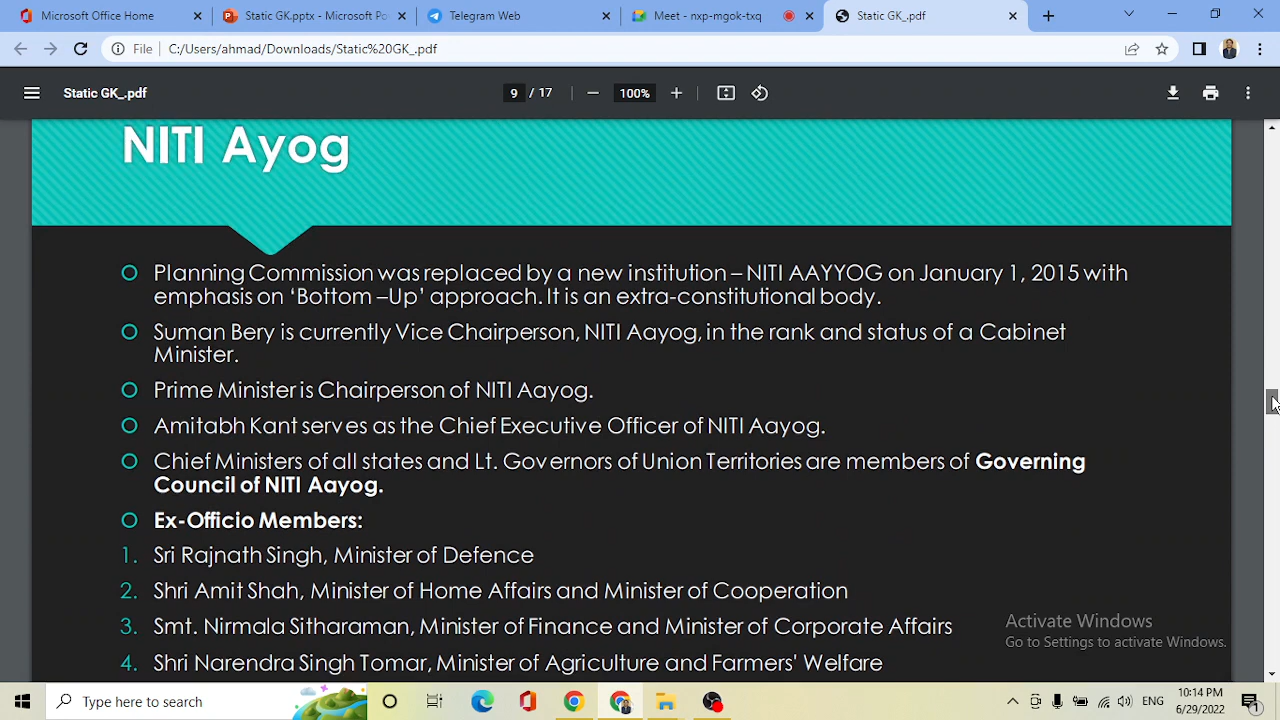 Microsoft Office Home
Static GK.pptx - Microsoft Po
Telegram Web
Meet - nxp-mgok-txq
Static GK_.pdf
File
C:/Users/ahmad/Downloads/Static%20GK_.pdf
Static GK_.pdf
9 / 17
100%
NITI Ayog
Planning Commission was replaced by a new institution – NITI AAYYOG on January 1, 2015 with
emphasis on ‘Bottom –Up’ approach. It is an extra-constitutional body.
Suman Bery is currently Vice Chairperson, NITI Aayog, in the rank and status of a Cabinet
Minister.
Prime Minister is Chairperson of NITI Aayog.
Amitabh Kant serves as the Chief Executive Officer of NITI Aayog.
Chief Ministers of all states and Lt. Governors of Union Territories are members of Governing
Council of NITI Aayog.
Ex-Officio Members:
1. Sri Rajnath Singh, Minister of Defence
2. Shri Amit Shah, Minister of Home Affairs and Minister of Cooperation
3. Smt. Nirmala Sitharaman, Minister of Finance and Minister of Corporate Affairs
4. Shri Narendra Singh Tomar, Minister of Agriculture and Farmers' Welfare
Activate Windows
Go to Settings to activate Windows.
Type here to search
ENG
10:14 PM
6/29/2022
1